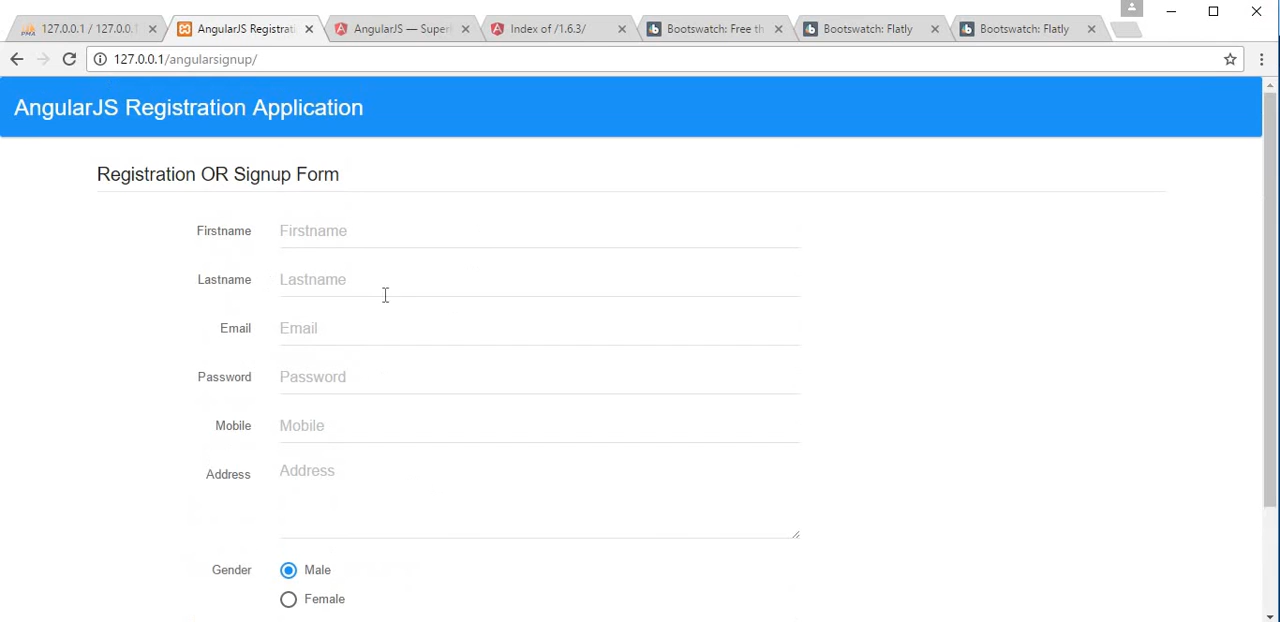 127.0.0.1 / 127.0.0.1
AngularJS Registrati
AngularJS — Super
Index of /1.6.3/
Bootswatch: Free th
Bootswatch: Flatly
Bootswatch: Flatly
127.0.0.1/angularsignup/
AngularJS Registration Application
Registration OR Signup Form
Firstname Firstname
Lastname Lastname
Email Email
Password Password
Mobile Mobile
Address Address
Gender Male
Female